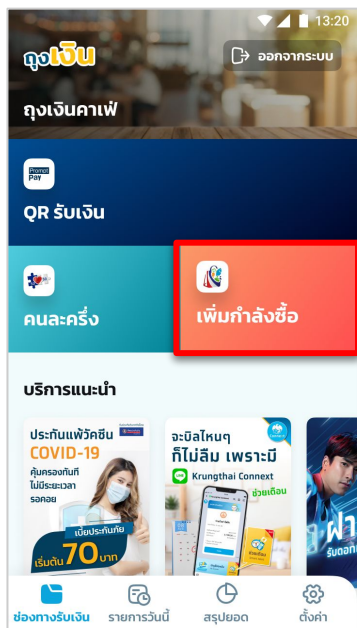 13:20
ถุงเงิน
ออกจากระบบ
ถุงเงินคาเฟ่
Prompt
Pay
QR รับเงิน
คนละครึ่ง
เพิ่มกำลังซื้อ
บริการแนะนำ
ประกันแพ้วัคซีน
COVID-19
คุ้มครองทันที
ไม่มีระยะเวลา
รอคอย
เบี้ยประกันภัย
เริ่มต้น 70 บาท
จะบิลไหนๆ
ก็ไม่ลืม เพราะมี
Krungthai Connext
ช่วยเตือน
ช่องทางรับเงิน
รายการวันนี้
สรุปยอด
ตั้งค่า